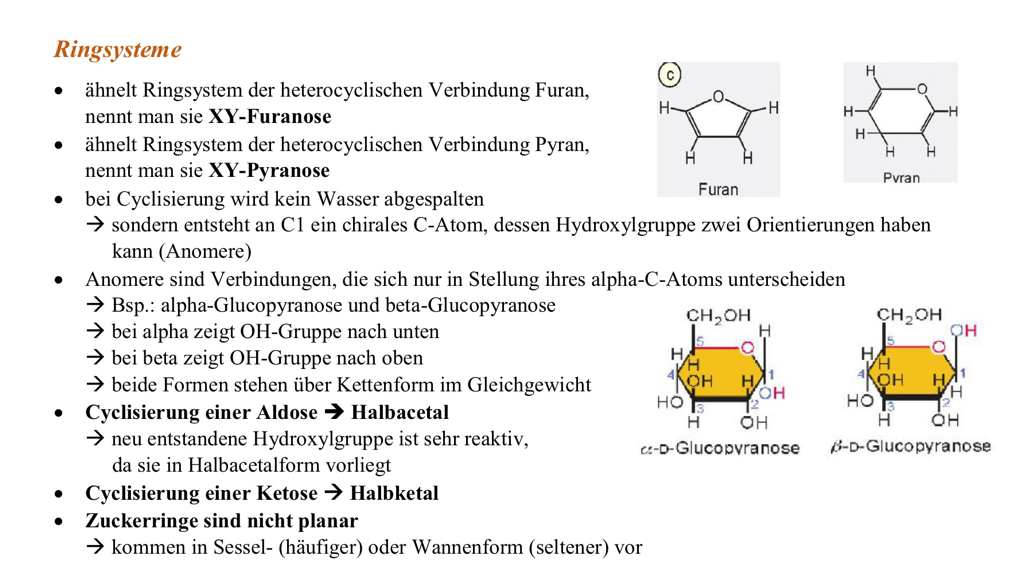 Ringsysteme
• ähnelt Ringsystem der heterocyclischen Verbindung Furan,
nennt man sie XY-Furanose
• ähnelt Ringsystem der heterocyclischen Verbindung Pyran,
nennt man sie XY-Pyranose
• bei Cyclisierung wird kein Wasser abgespalten
→ sondern entsteht an C1 ein chirales C-Atom, dessen Hydroxylgruppe zwei Orientierungen haben
kann (Anomere)
• Anomere sind Verbindungen, die sich nur in Stellung ihres alpha-C-Atoms unterscheiden
→ Bsp.: alpha-Glucopyranose und beta-Glucopyranose
→ bei alpha zeigt OH-Gruppe nach unten
→ bei beta zeigt OH-Gruppe nach oben
→ beide Formen stehen über Kettenform im Gleichgewicht
• Cyclisierung einer Aldose → Halbacetal
→ neu entstandene Hydroxylgruppe ist sehr reaktiv,
da sie in Halbacetalform vorliegt
• Cyclisierung einer Ketose → Halbketal
• Zuckerringe sind nicht planar
→ kommen in Sessel- (häufiger) oder Wannenform (seltener) vor
c
O
H H
H H
Furan
H
O
H H
H
H H
Pyran
CH2OH
5 O H
H H
4 OH H 1
HO OH
3 2
H OH
α-D-Glucopyranose
CH2OH
5 O OH
H H
4 OH H 1
HO H
3 2
H OH
β-D-Glucopyranose